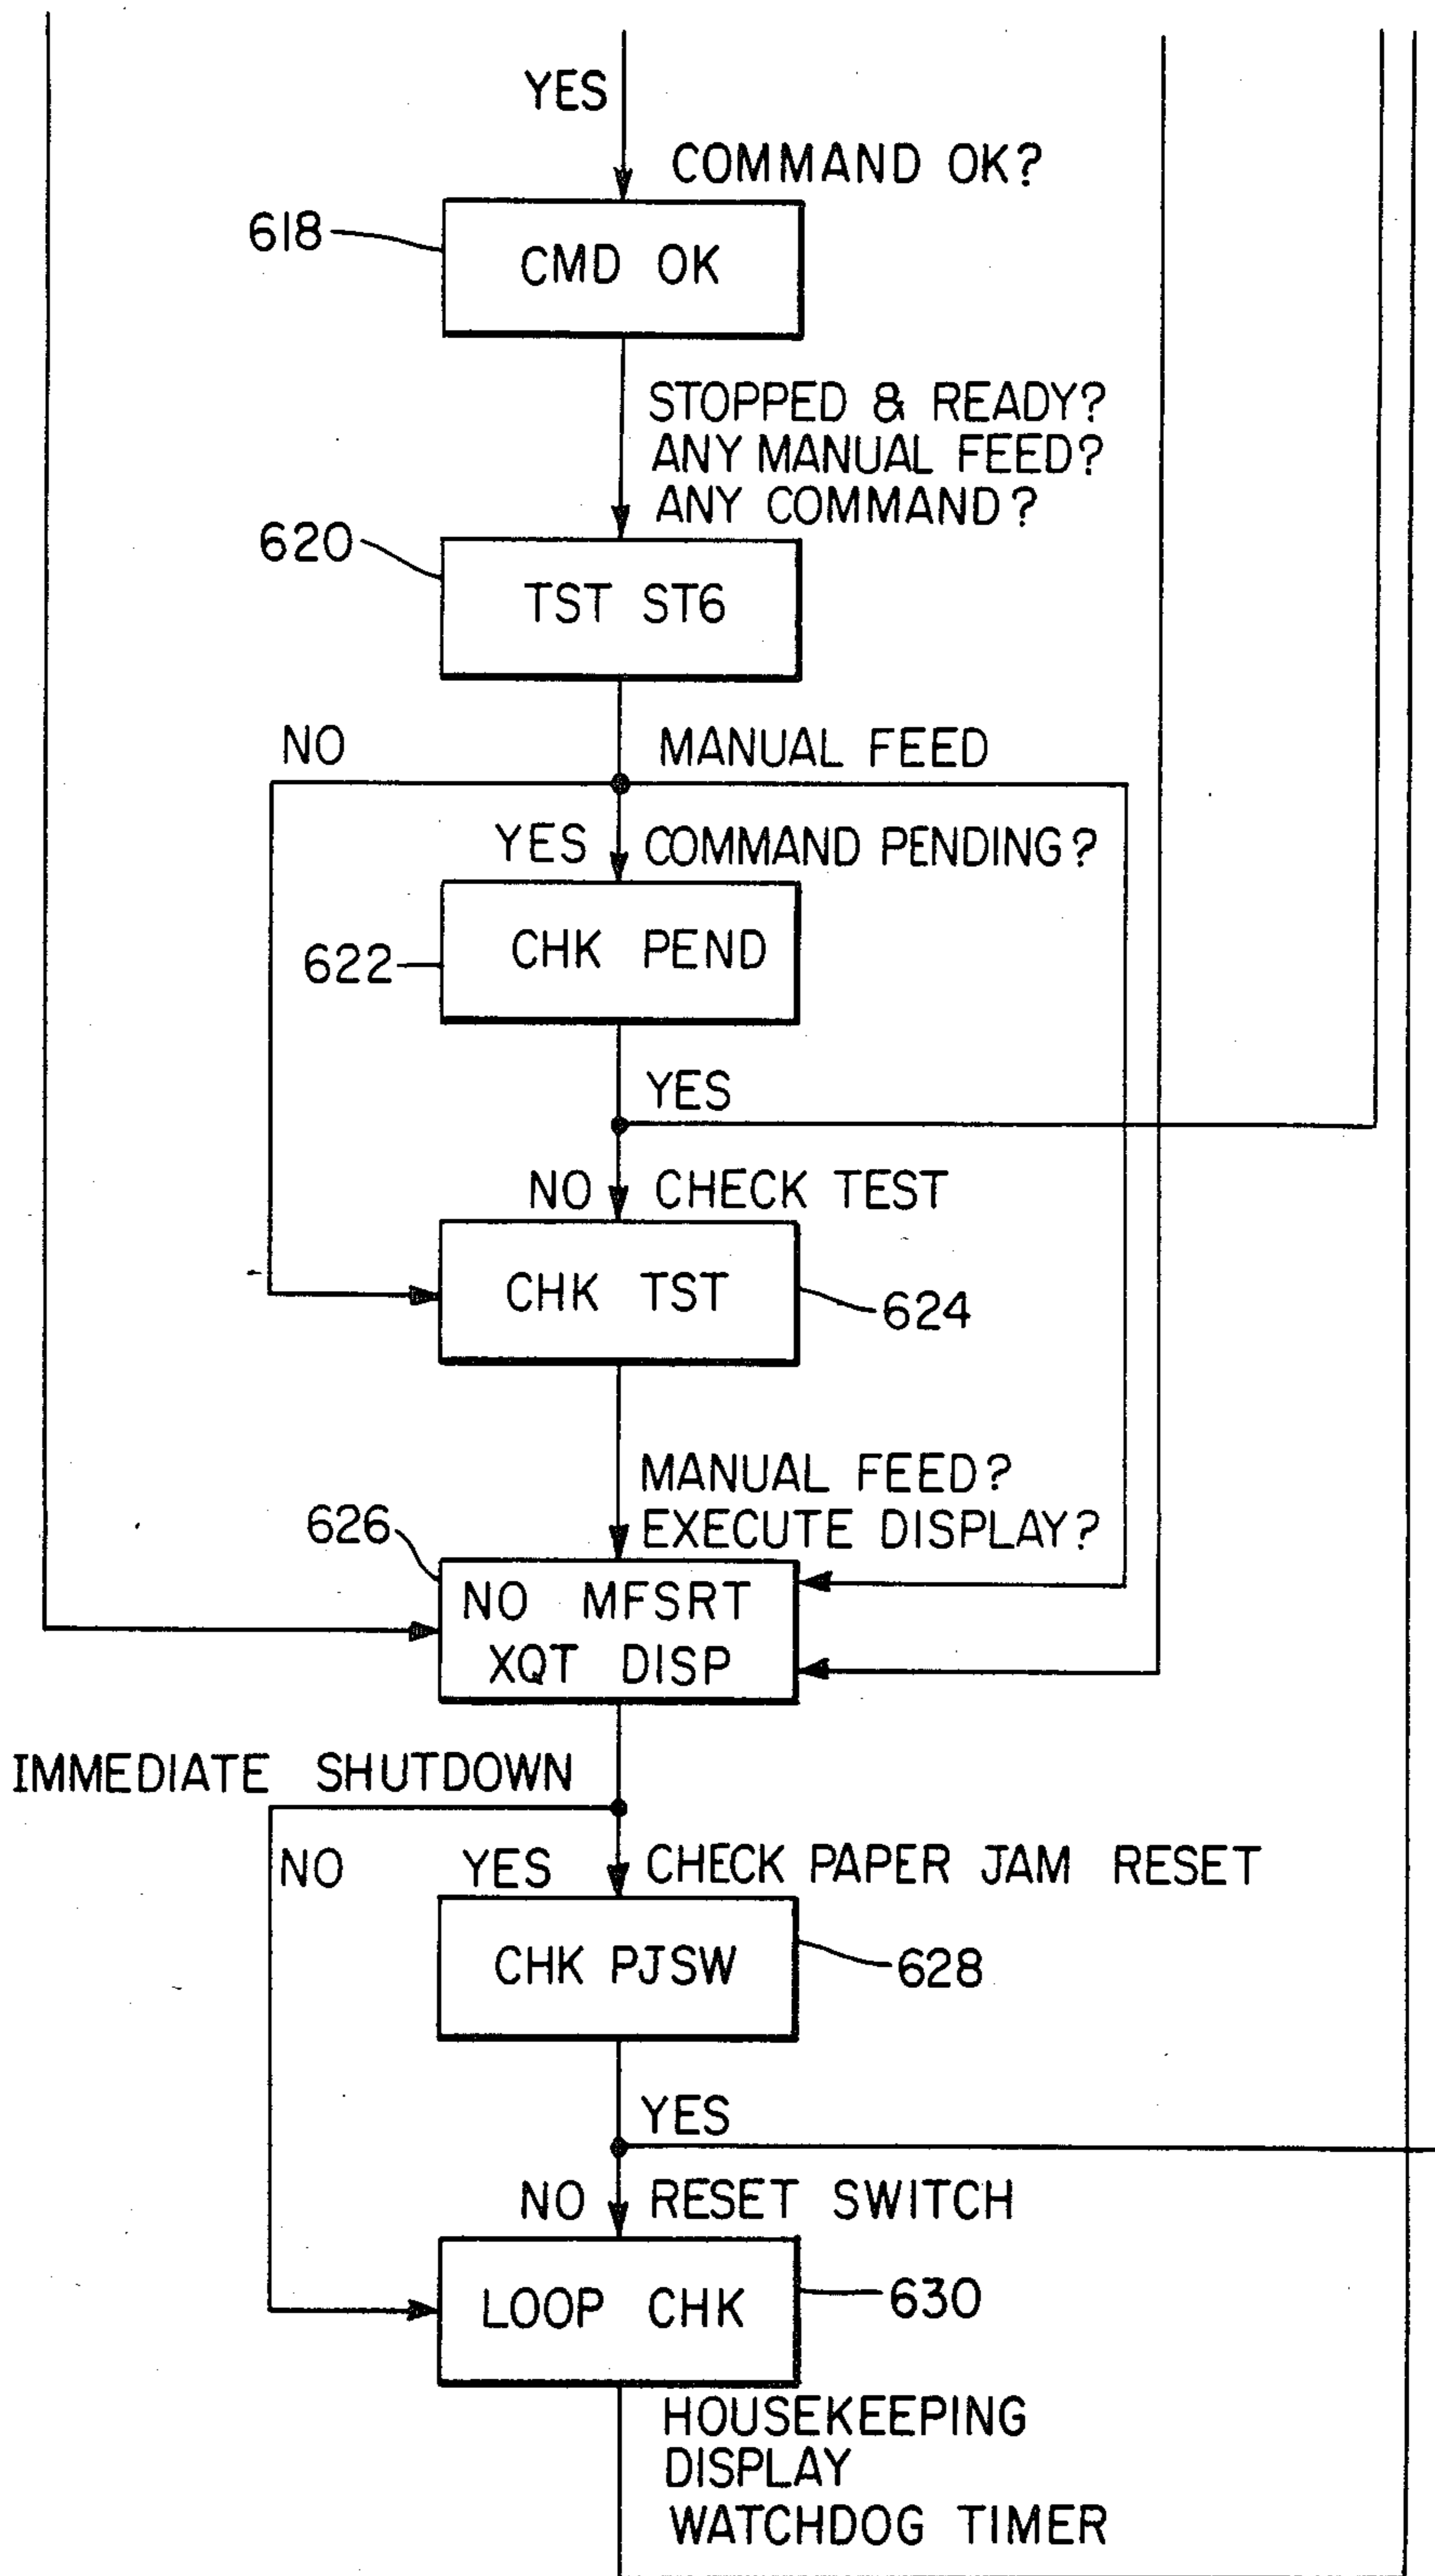 YES
COMMAND OK?
618
CMD OK
STOPPED & READY?
ANY MANUAL FEED?
ANY COMMAND?
620
TST ST6
NO
MANUAL FEED
YES
COMMAND PENDING?
622
CHK PEND
YES
NO
CHECK TEST
CHK TST
624
MANUAL FEED?
EXECUTE DISPLAY?
626
NO MFSRT
XQT DISP
IMMEDIATE SHUTDOWN
NO
YES
CHECK PAPER JAM RESET
CHK PJSW
628
YES
NO
RESET SWITCH
LOOP CHK
630
HOUSEKEEPING
DISPLAY
WATCHDOG TIMER